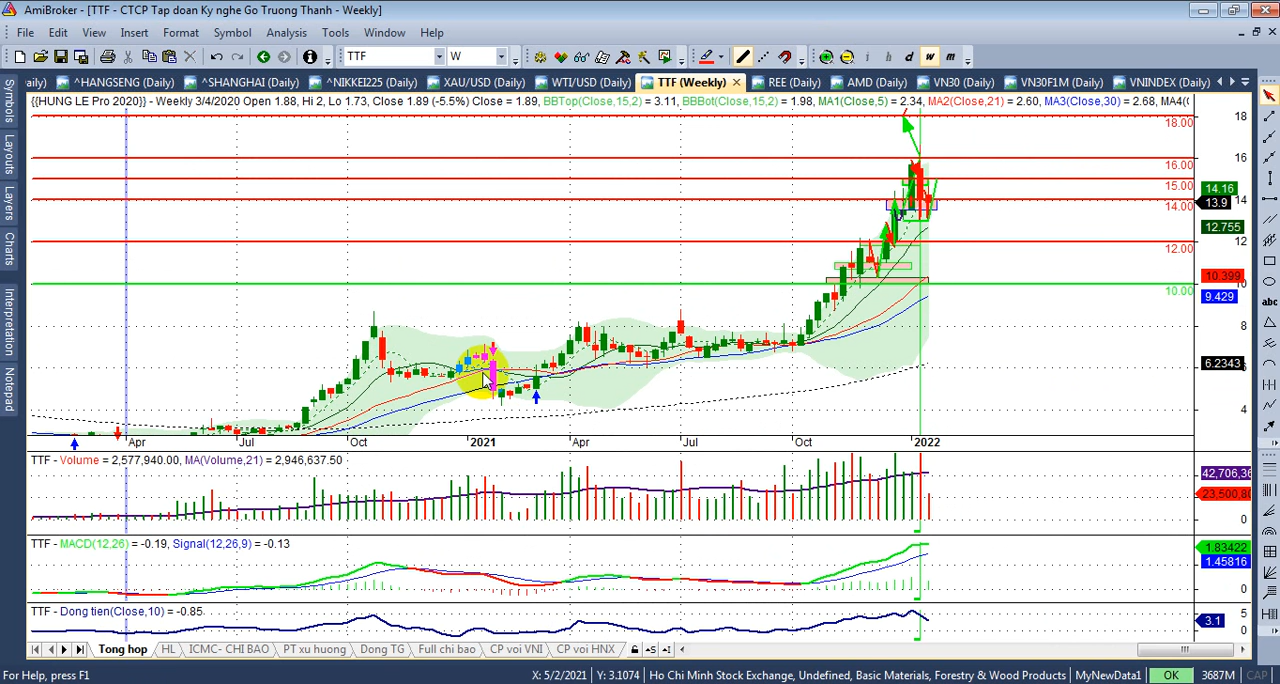 AmiBroker - [TTF - CTCP Tap doan Ky nghe Go Truong Thanh - Weekly]
File Edit View Insert Format Symbol Analysis Tools Window Help
TTF W i h d w m
aily) ^HANGSENG (Daily) ^SHANGHAI (Daily) ^NIKKEI225 (Daily) XAU/USD (Daily) WTI/USD (Daily) TTF (Weekly) REE (Daily) AMD (Daily) VN30 (Daily) VN30F1M (Daily) VNINDEX (Daily)
{{HUNG LE Pro 2020}} - Weekly 3/4/2020 Open 1.88, Hi 2, Lo 1.73, Close 1.89 (-5.5%) Close = 1.89, BBTop(Close,15,2) = 3.11, BBBot(Close,15,2) = 1.98, MA1(Close,5) = 2.34, MA2(Close,21) = 2.60, MA3(Close,30) = 2.68, MA4(
Symbols
Layouts
Layers
Charts
Interpretation
Notepad
18.00
16.00
15.00
14.00
12.00
10.00
18
16
14.16
14
13.9
12.755
12
10.399
10
9.429
8
6.2343
4
Apr Jul Oct 2021 Apr Jul Oct 2022
TTF - Volume = 2,577,940.00, MA(Volume,21) = 2,946,637.50
42,706,36
23,500,80
0
TTF - MACD(12,26) = -0.19, Signal(12,26,9) = -0.13
1.83422
1.45816
0
TTF - Dong tien(Close,10) = -0.85
5
3.1
0
Tong hop HL ICMC- CHI BAO PT xu huong Dong TG Full chi bao CP voi VNI CP voi HNX
abc
For Help, press F1 X: 5/2/2021 Y: 3.1074 Ho Chi Minh Stock Exchange, Undefined, Basic Materials, Forestry & Wood Products MyNewData1 OK 3687M CAP